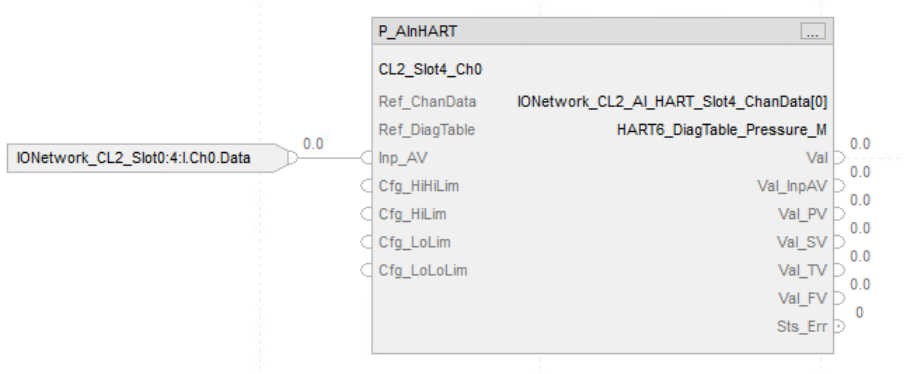 P_AInHART ...
CL2_Slot4_Ch0
Ref_ChanData IONetwork_CL2_AI_HART_Slot4_ChanData[0]
Ref_DiagTable HART6_DiagTable_Pressure_M
IONetwork_CL2_Slot0:4:I.Ch0.Data 0.0 Inp_AV Val 0.0
Cfg_HiHiLim Val_InpAV 0.0
Cfg_HiLim Val_PV 0.0
Cfg_LoLim Val_SV 0.0
Cfg_LoLoLim Val_TV 0.0
Val_FV 0.0
Sts_Err 0